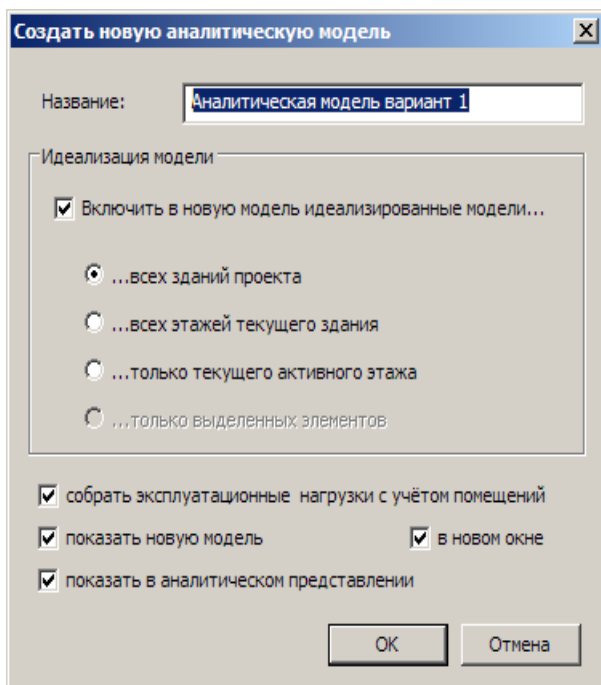 Создать новую аналитическую модель
Название: Аналитическая модель вариант 1
Идеализация модели
Включить в новую модель идеализированные модели...
...всех зданий проекта
...всех этажей текущего здания
...только текущего активного этажа
...только выделенных элементов
собрать эксплуатационные нагрузки с учётом помещений
показать новую модель в новом окне
показать в аналитическом представлении
OK Отмена